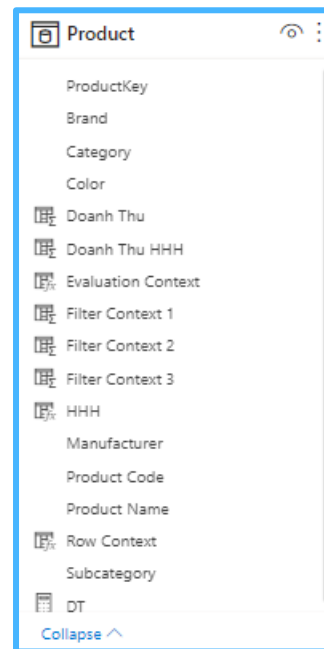 Product
ProductKey
Brand
Category
Color
Doanh Thu
Doanh Thu HHH
Evaluation Context
Filter Context 1
Filter Context 2
Filter Context 3
HHH
Manufacturer
Product Code
Product Name
Row Context
Subcategory
DT
Collapse